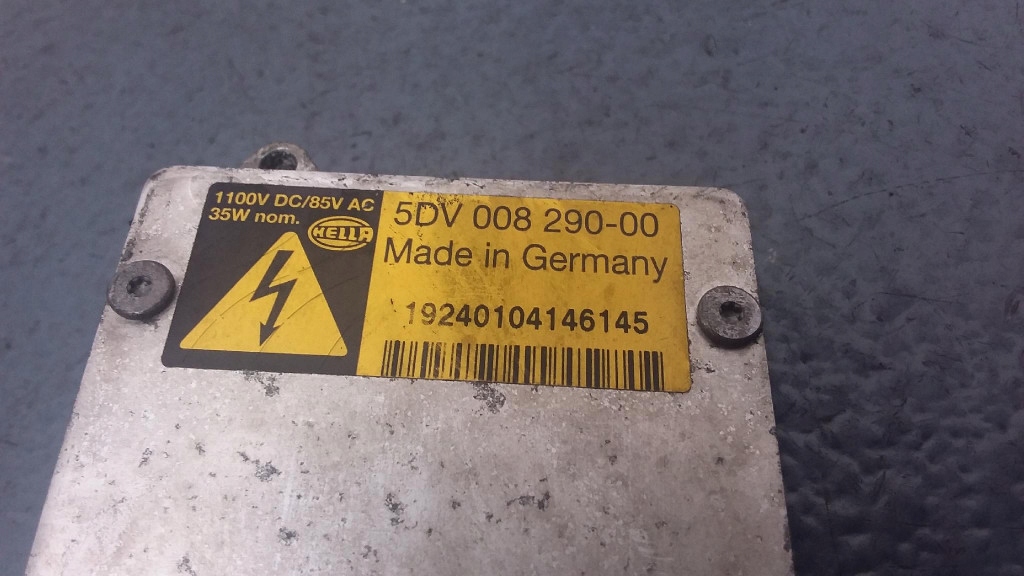 1100V DC/85V AC
35W nom.
HELLA
5DV 008 290-00
Made in Germany
19240104146145